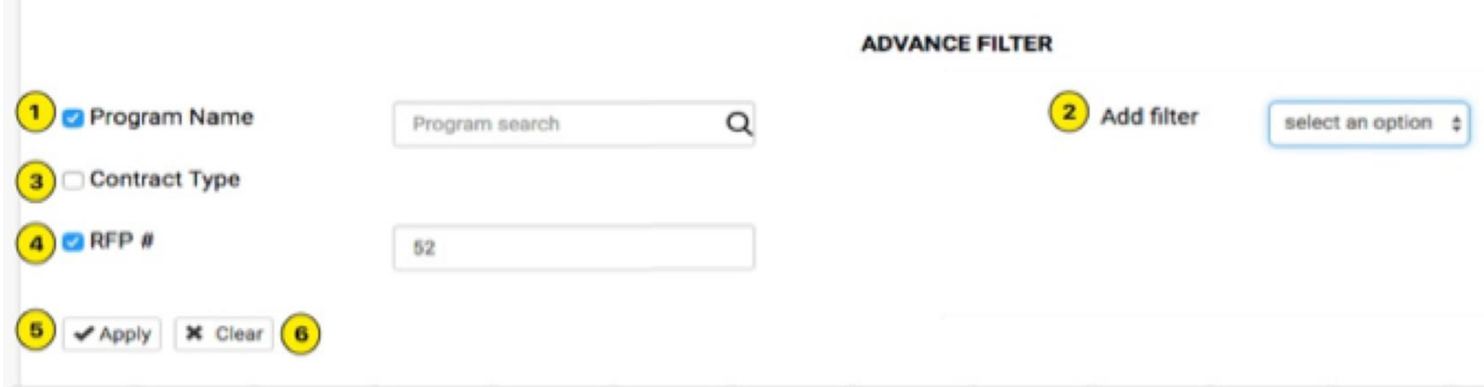 ADVANCE FILTER
1 Program Name Program search 2 Add filter select an option
3 Contract Type
4 RFP # 52
5 Apply Clear 6